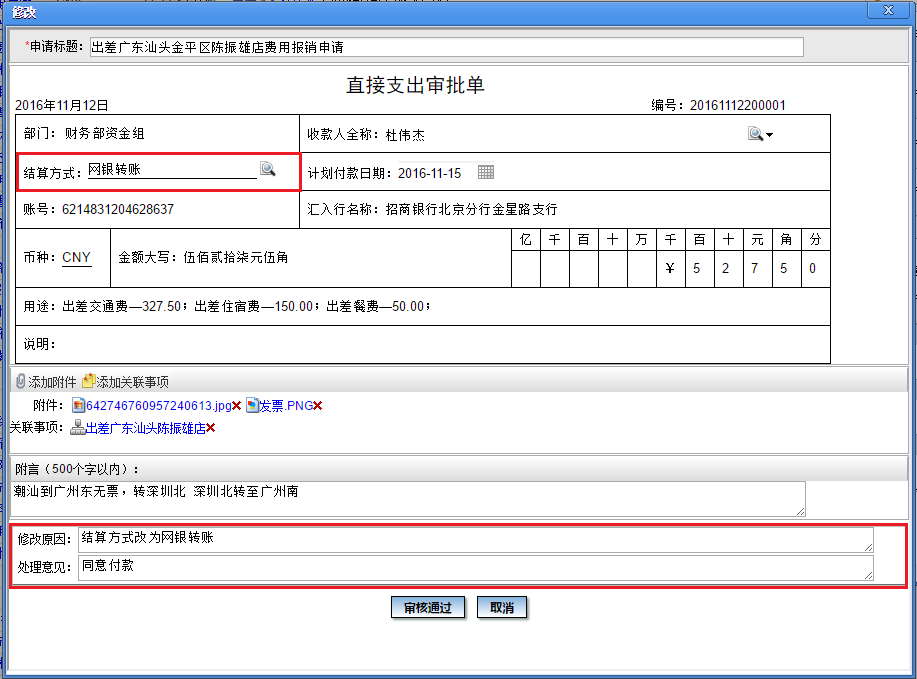 修改
*申请标题：出差广东汕头金平区陈振雄店费用报销申请
直接支出审批单
2016年11月12日 编号：20161112200001
部门：财务部资金组 收款人全称：杜伟杰
结算方式：网银转账 计划付款日期：2016-11-15
账号：6214831204628637 汇入行名称：招商银行北京分行金星路支行
币种：CNY 金额大写：伍佰贰拾柒元伍角 亿 千 百 十 万 千 百 十 元 角 分
¥ 5 2 7 5 0
用途：出差交通费—327.50；出差住宿费—150.00；出差餐费—50.00；
说明：
添加附件 添加关联事项
附件：642746760957240613.jpg 发票.PNG
关联事项：出差广东汕头陈振雄店
附言（500个字以内）：
潮汕到广州东无票，转深圳北 深圳北转至广州南
修改原因：结算方式改为网银转账
处理意见：同意付款
审核通过 取消